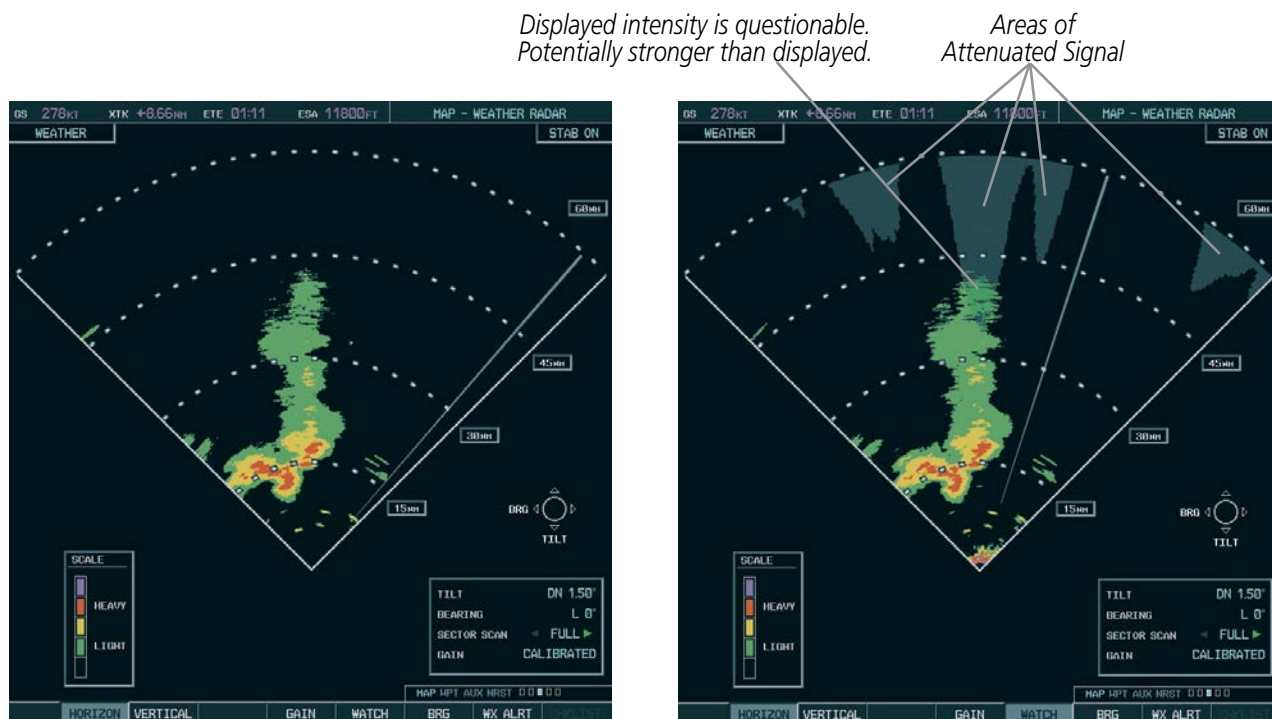 Displayed intensity is questionable.
Potentially stronger than displayed.
Areas of
Attenuated Signal
GS 278KT XTK ←8.66NM ETE 01:11 ESA 11800FT MAP - WEATHER RADAR
WEATHER STAB ON
60NM
45NM
30NM
15NM
BRG
TILT
SCALE
HEAVY
LIGHT
TILT DN 1.50°
BEARING L 0°
SECTOR SCAN ◄ FULL ►
GAIN CALIBRATED
MAP WPT AUX NRST
HORIZON VERTICAL GAIN WATCH BRG WX ALRT CHKLIST
GS 278KT XTK ←8.66NM ETE 01:11 ESA 11800FT MAP - WEATHER RADAR
WEATHER STAB ON
60NM
45NM
30NM
15NM
BRG
TILT
SCALE
HEAVY
LIGHT
TILT DN 1.50°
BEARING L 0°
SECTOR SCAN ◄ FULL ►
GAIN CALIBRATED
MAP WPT AUX NRST
HORIZON VERTICAL GAIN WATCH BRG WX ALRT CHKLIST